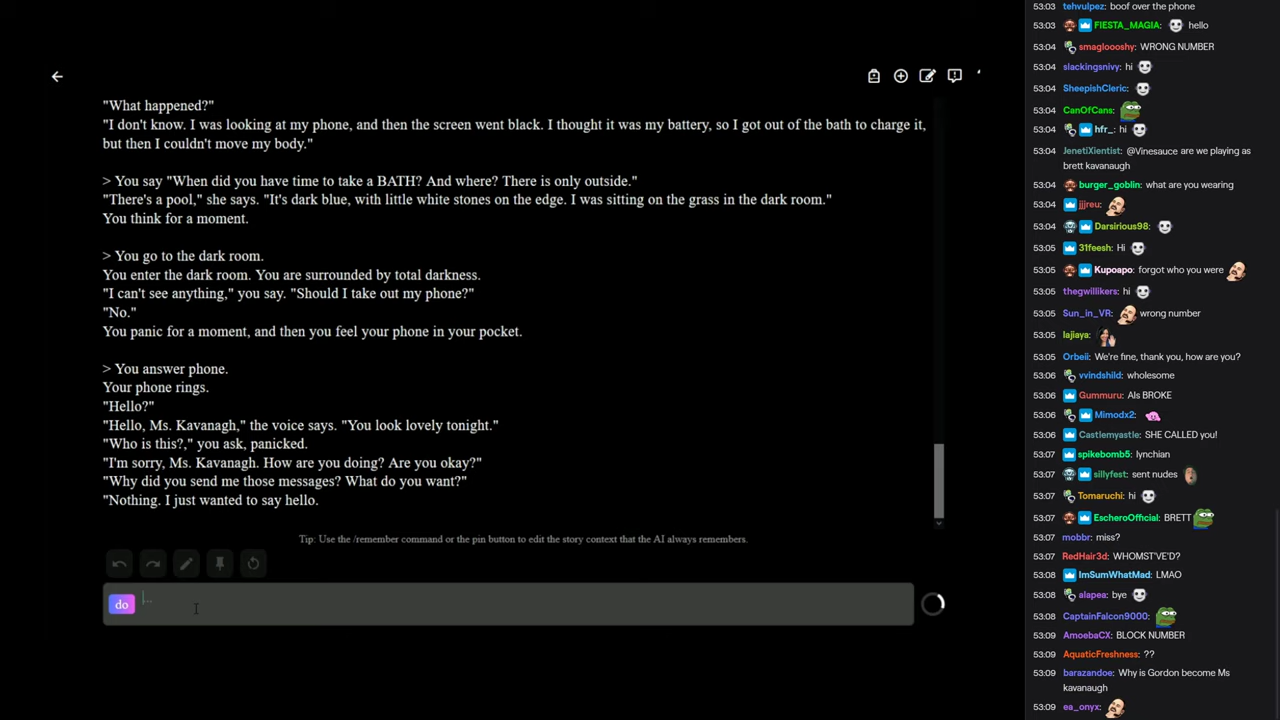 "What happened?"
"I don't know. I was looking at my phone, and then the screen went black. I thought it was my battery, so I got out of the bath to charge it,
but then I couldn't move my body."
> You say "When did you have time to take a BATH? And where? There is only outside."
"There's a pool," she says. "It's dark blue, with little white stones on the edge. I was sitting on the grass in the dark room."
You think for a moment.
> You go to the dark room.
You enter the dark room. You are surrounded by total darkness.
"I can't see anything," you say. "Should I take out my phone?"
"No."
You panic for a moment, and then you feel your phone in your pocket.
> You answer phone.
Your phone rings.
"Hello?"
"Hello, Ms. Kavanagh," the voice says. "You look lovely tonight."
"Who is this?," you ask, panicked.
"I'm sorry, Ms. Kavanagh. How are you doing? Are you okay?"
"Why did you send me those messages? What do you want?"
"Nothing. I just wanted to say hello.
Tip: Use the /remember command or the pin button to edit the story context that the AI always remembers.
do ...
53:03 tehvulpez: boof over the phone
53:03 FIESTA_MAGIA: hello
53:04 smagloooshy: WRONG NUMBER
53:04 slackingsnivy: hi
53:04 SheepishCleric:
53:04 CanOfCans:
53:04 hfr_: hi
53:04 JenetiXientist: @Vinesauce are we playing as
brett kavanaugh
53:04 burger_goblin: what are you wearing
53:04 jjjreu:
53:04 Darsirious98:
53:05 31feesh: Hi
53:05 Kupoapo: forgot who you were
53:05 thegwillikers: hi
53:05 Sun_in_VR: wrong number
53:05 lajiaya:
53:05 Orbeii: We're fine, thank you, how are you?
53:06 vvindshild: wholesome
53:06 Gummuru: AIs BROKE
53:06 Mimodx2:
53:06 Castlemyastle: SHE CALLED you!
53:07 spikebomb5: lynchian
53:07 sillyfest: sent nudes
53:07 Tomaruchi: hi
53:07 EscheroOfficial: BRETT
53:07 mobbr: miss?
53:07 RedHair3d: WHOMST'VE'D?
53:08 ImSumWhatMad: LMAO
53:08 alapea: bye
53:08 CaptainFalcon9000:
53:09 AmoebaCX: BLOCK NUMBER
53:09 AquaticFreshness: ??
53:09 barazandoe: Why is Gordon become Ms
kavanaugh
53:09 ea_onyx: